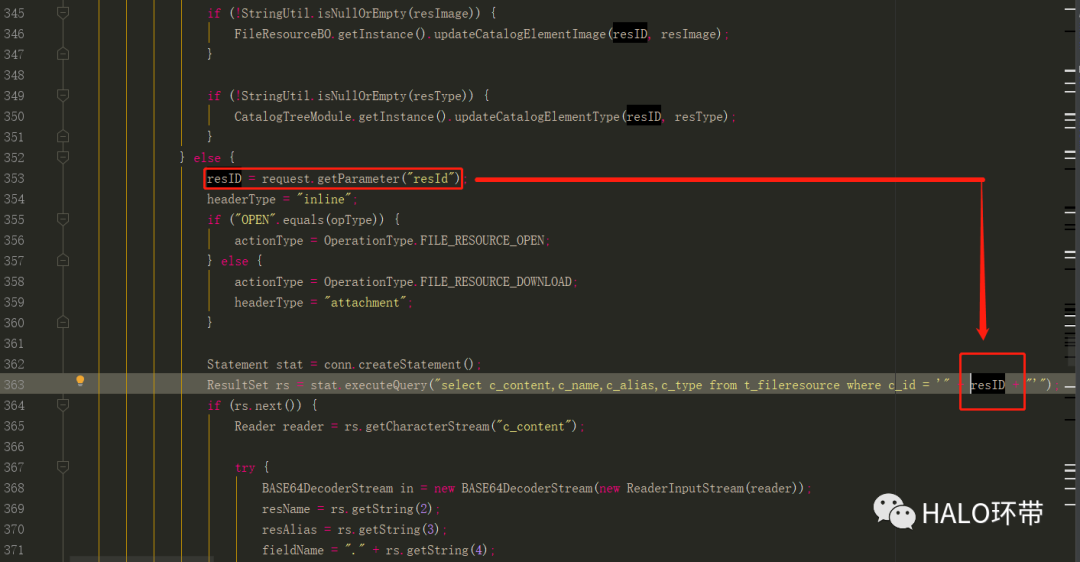 345 if (!StringUtil.isNullOrEmpty(resImage)) {
346 FileResourceBO.getInstance().updateCatalogElementImage(resID, resImage);
347 }
348
349 if (!StringUtil.isNullOrEmpty(resType)) {
350 CatalogTreeModule.getInstance().updateCatalogElementType(resID, resType);
351 }
352 } else {
353 resID = request.getParameter("resId");
354 headerType = "inline";
355 if ("OPEN".equals(opType)) {
356 actionType = OperationType.FILE_RESOURCE_OPEN;
357 } else {
358 actionType = OperationType.FILE_RESOURCE_DOWNLOAD;
359 headerType = "attachment";
360 }
361
362 Statement stat = conn.createStatement();
363 ResultSet rs = stat.executeQuery("select c_content,c_name,c_alias,c_type from t_fileresource where c_id = '" + resID + "'");
364 if (rs.next()) {
365 Reader reader = rs.getCharacterStream("c_content");
366
367 try {
368 BASE64DecoderStream in = new BASE64DecoderStream(new ReaderInputStream(reader));
369 resName = rs.getString(2);
370 resAlias = rs.getString(3);
371 fieldName = "." + rs.getString(4);
HALO环带